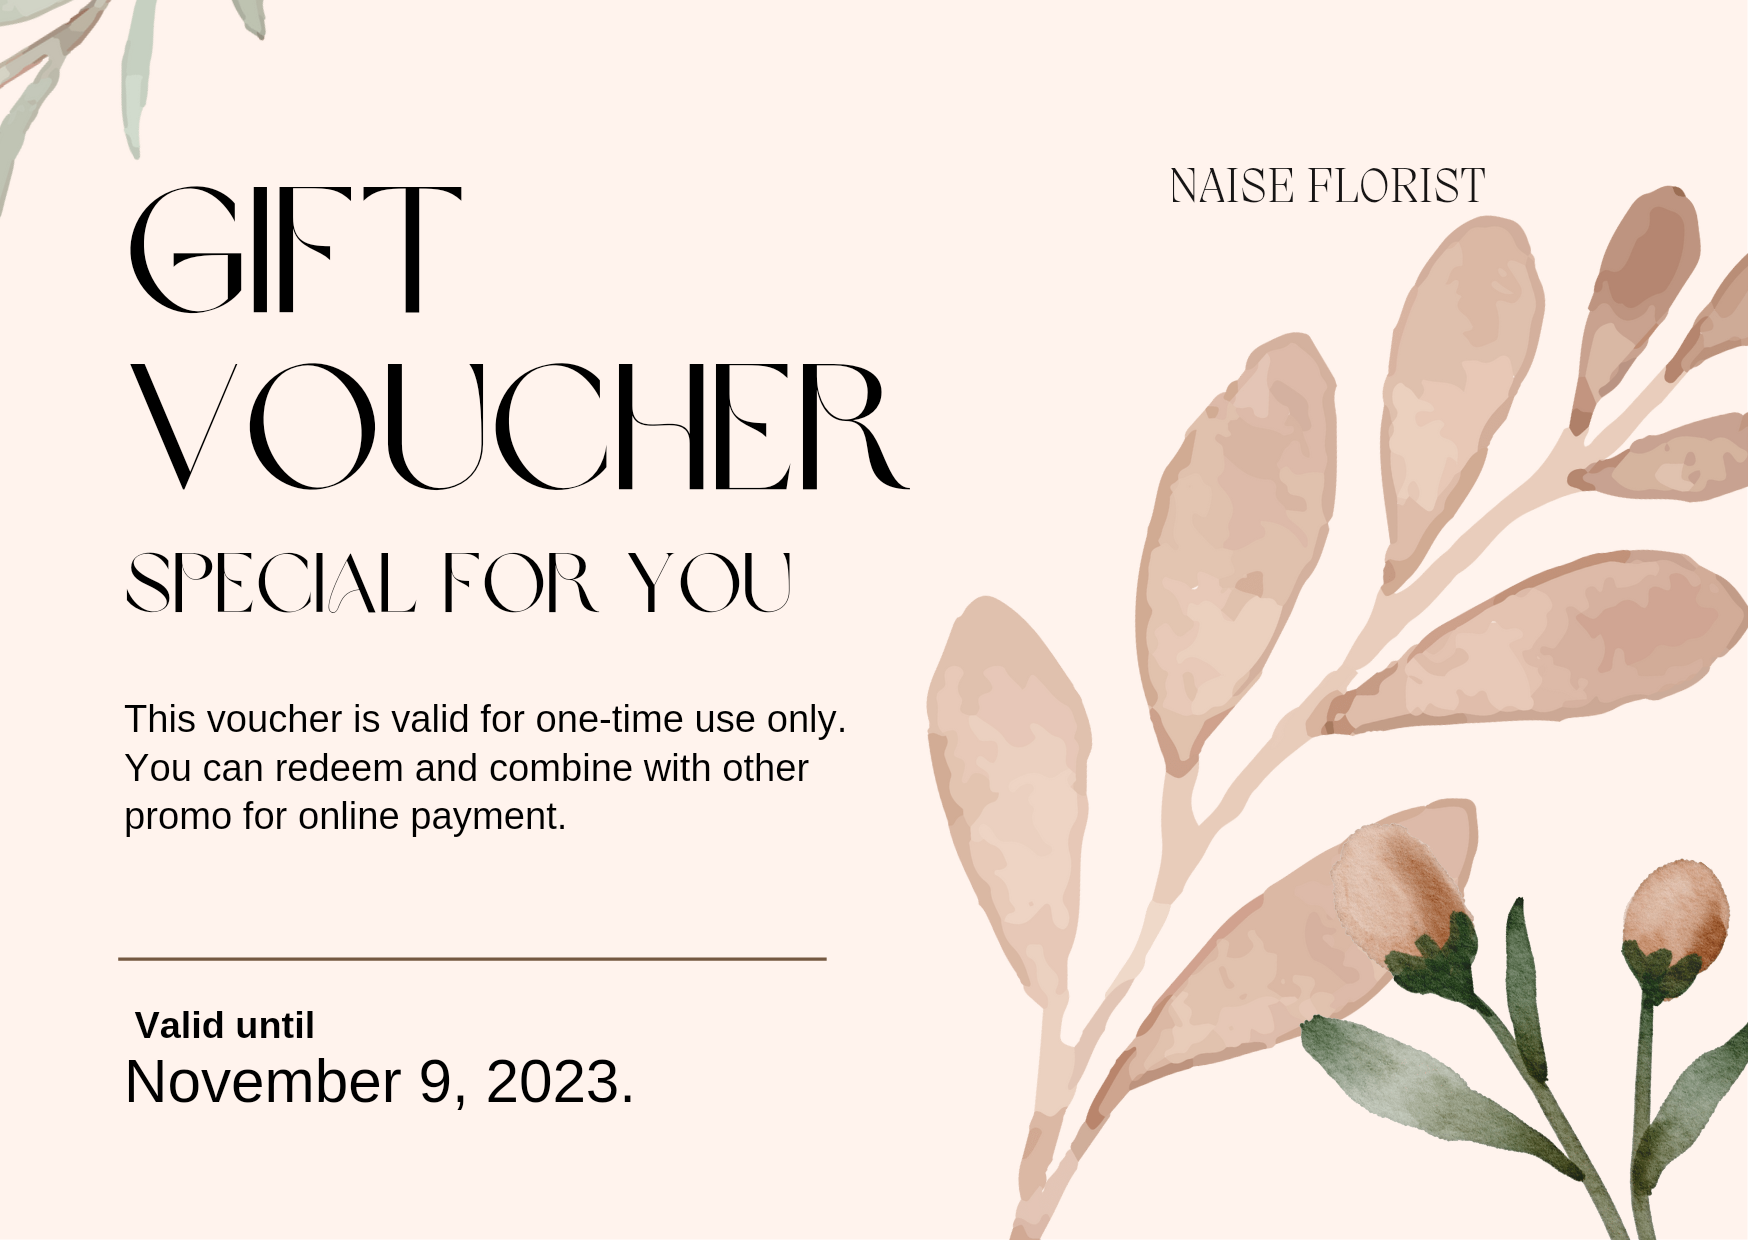 NAISE FLORIST
GIFT
VOUCHER
SPECIAL FOR YOU
This voucher is valid for one-time use only.
You can redeem and combine with other
promo for online payment.
Valid until
November 9, 2023.